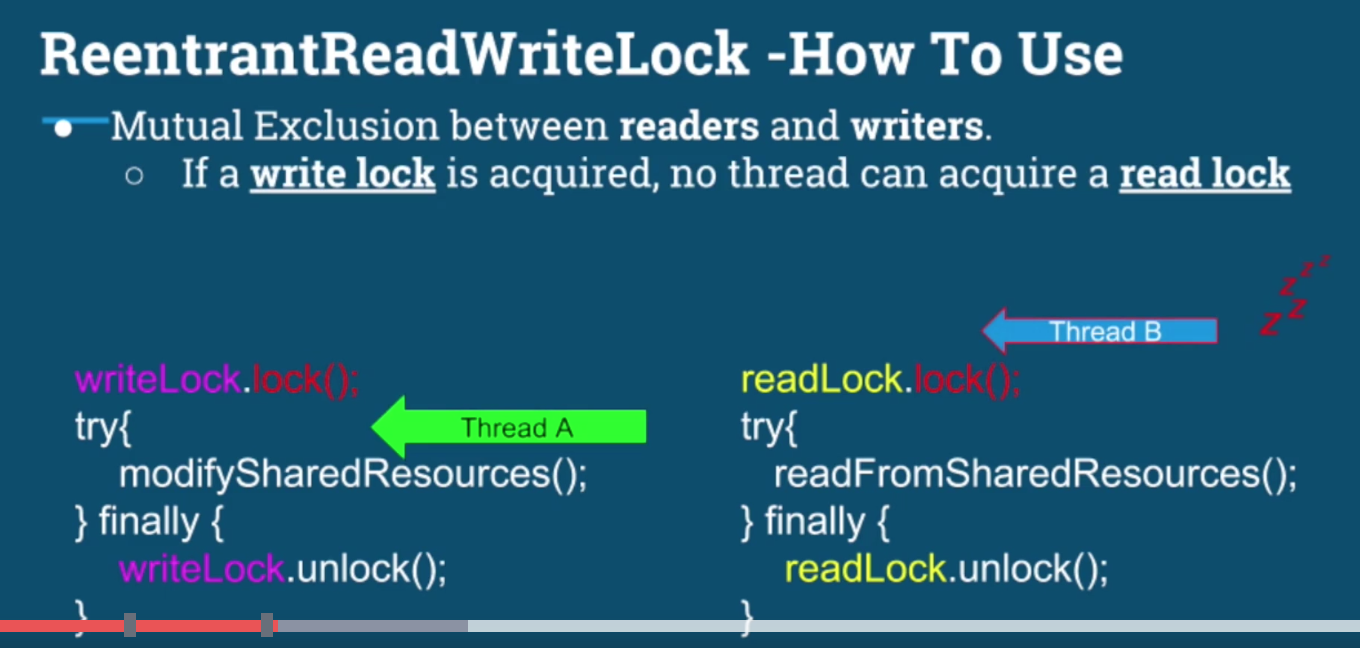 ReentrantReadWriteLock -How To Use
● Mutual Exclusion between readers and writers.
○ If a write lock is acquired, no thread can acquire a read lock
z z z z z
Thread B
writeLock.lock();
try{
Thread A
modifySharedResources();
} finally {
writeLock.unlock();
}
readLock.lock();
try{
readFromSharedResources();
} finally {
readLock.unlock();
}